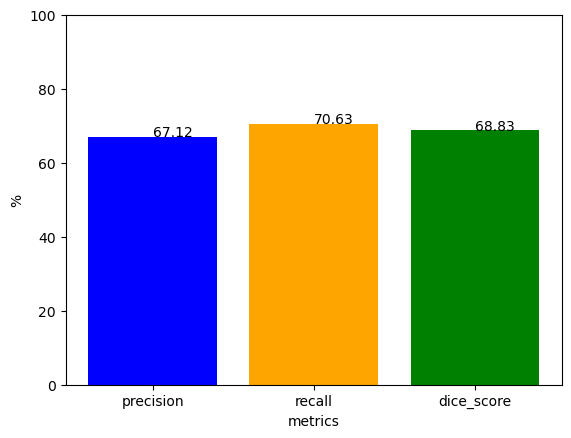 100
80
60
40
20
0
%
67.12
70.63
68.83
precision
recall
dice_score
metrics